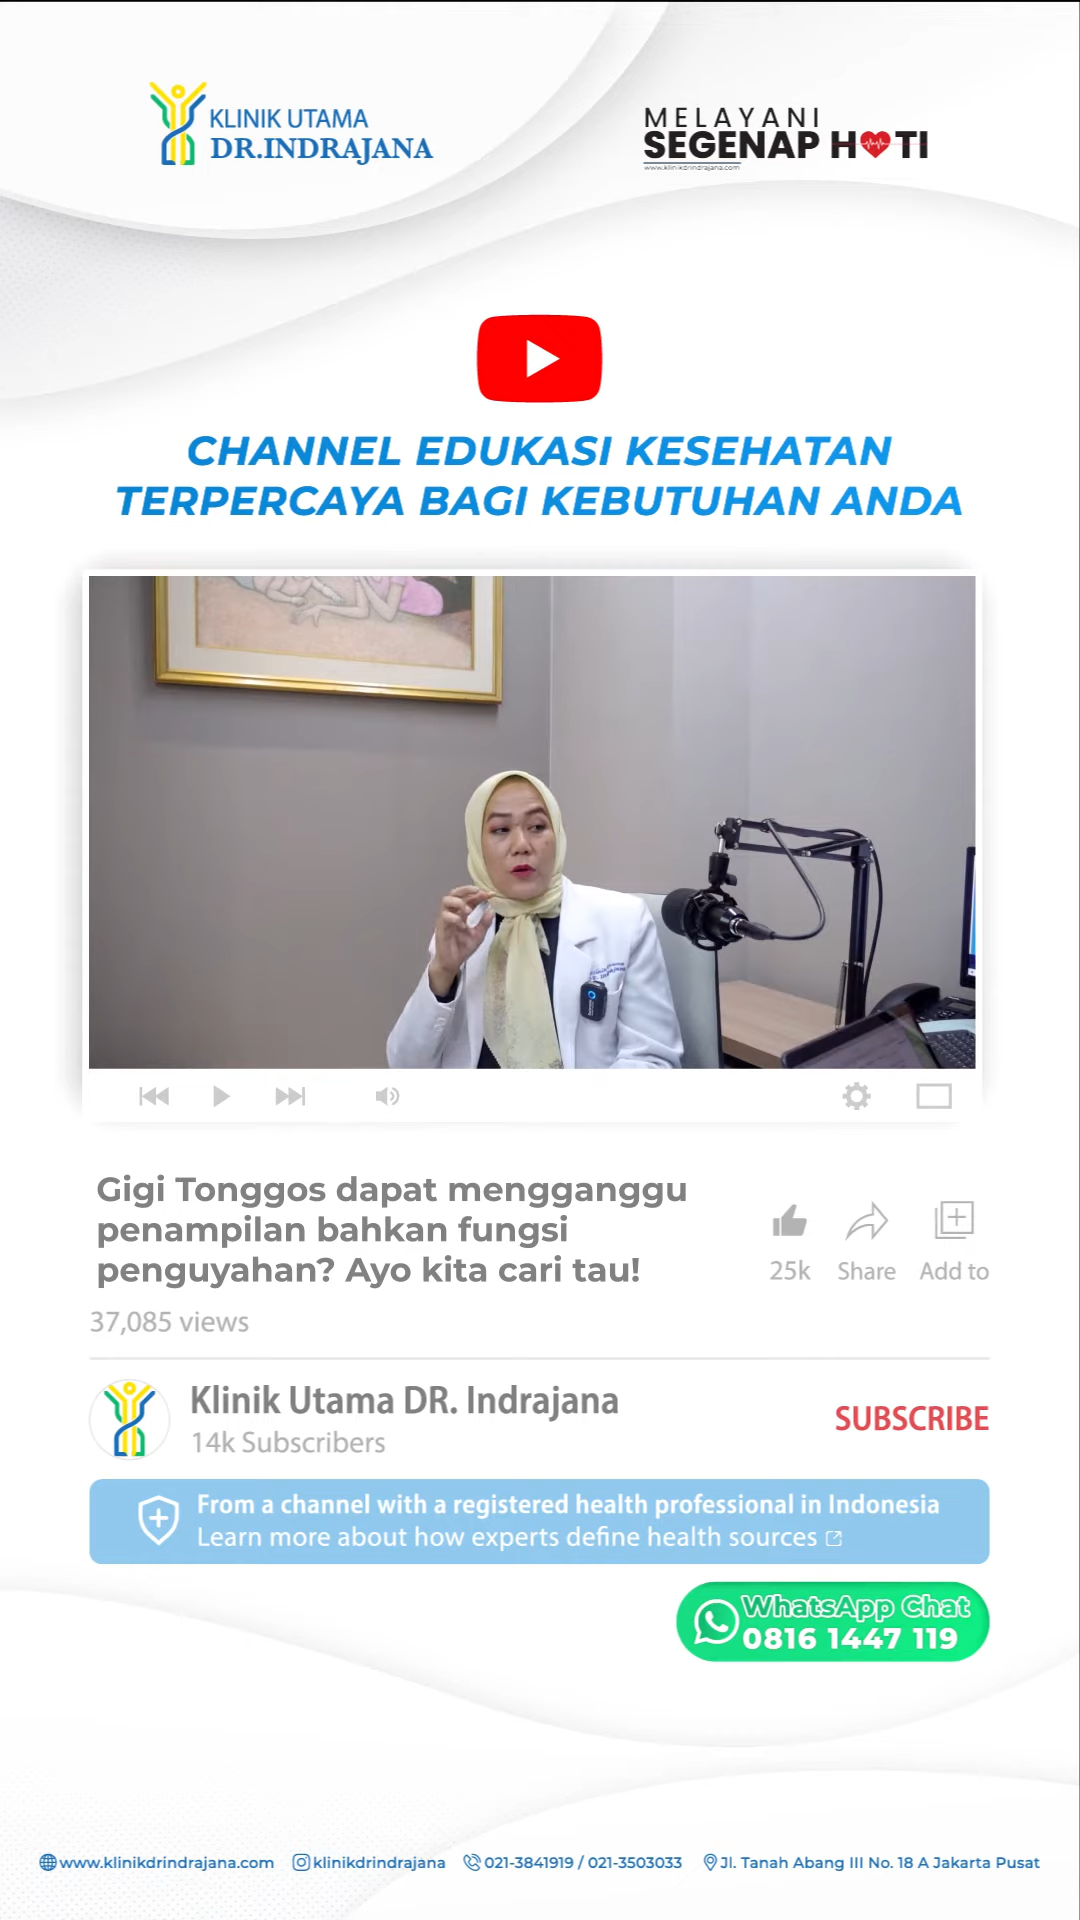 KLINIK UTAMA
DR.INDRAJANA
MELAYANI
SEGENAP H TI
www.klinikdrindrajana.com
CHANNEL EDUKASI KESEHATAN
TERPERCAYA BAGI KEBUTUHAN ANDA
Gigi Tonggos dapat mengganggu
penampilan bahkan fungsi
penguyahan? Ayo kita cari tau!
25k
Share
Add to
37,085 views
Klinik Utama DR. Indrajana
14k Subscribers
SUBSCRIBE
From a channel with a registered health professional in Indonesia
Learn more about how experts define health sources
WhatsApp Chat
0816 1447 119
www.klinikdrindrajana.com
klinikdrindrajana
021-3841919 / 021-3503033
Jl. Tanah Abang III No. 18 A Jakarta Pusat